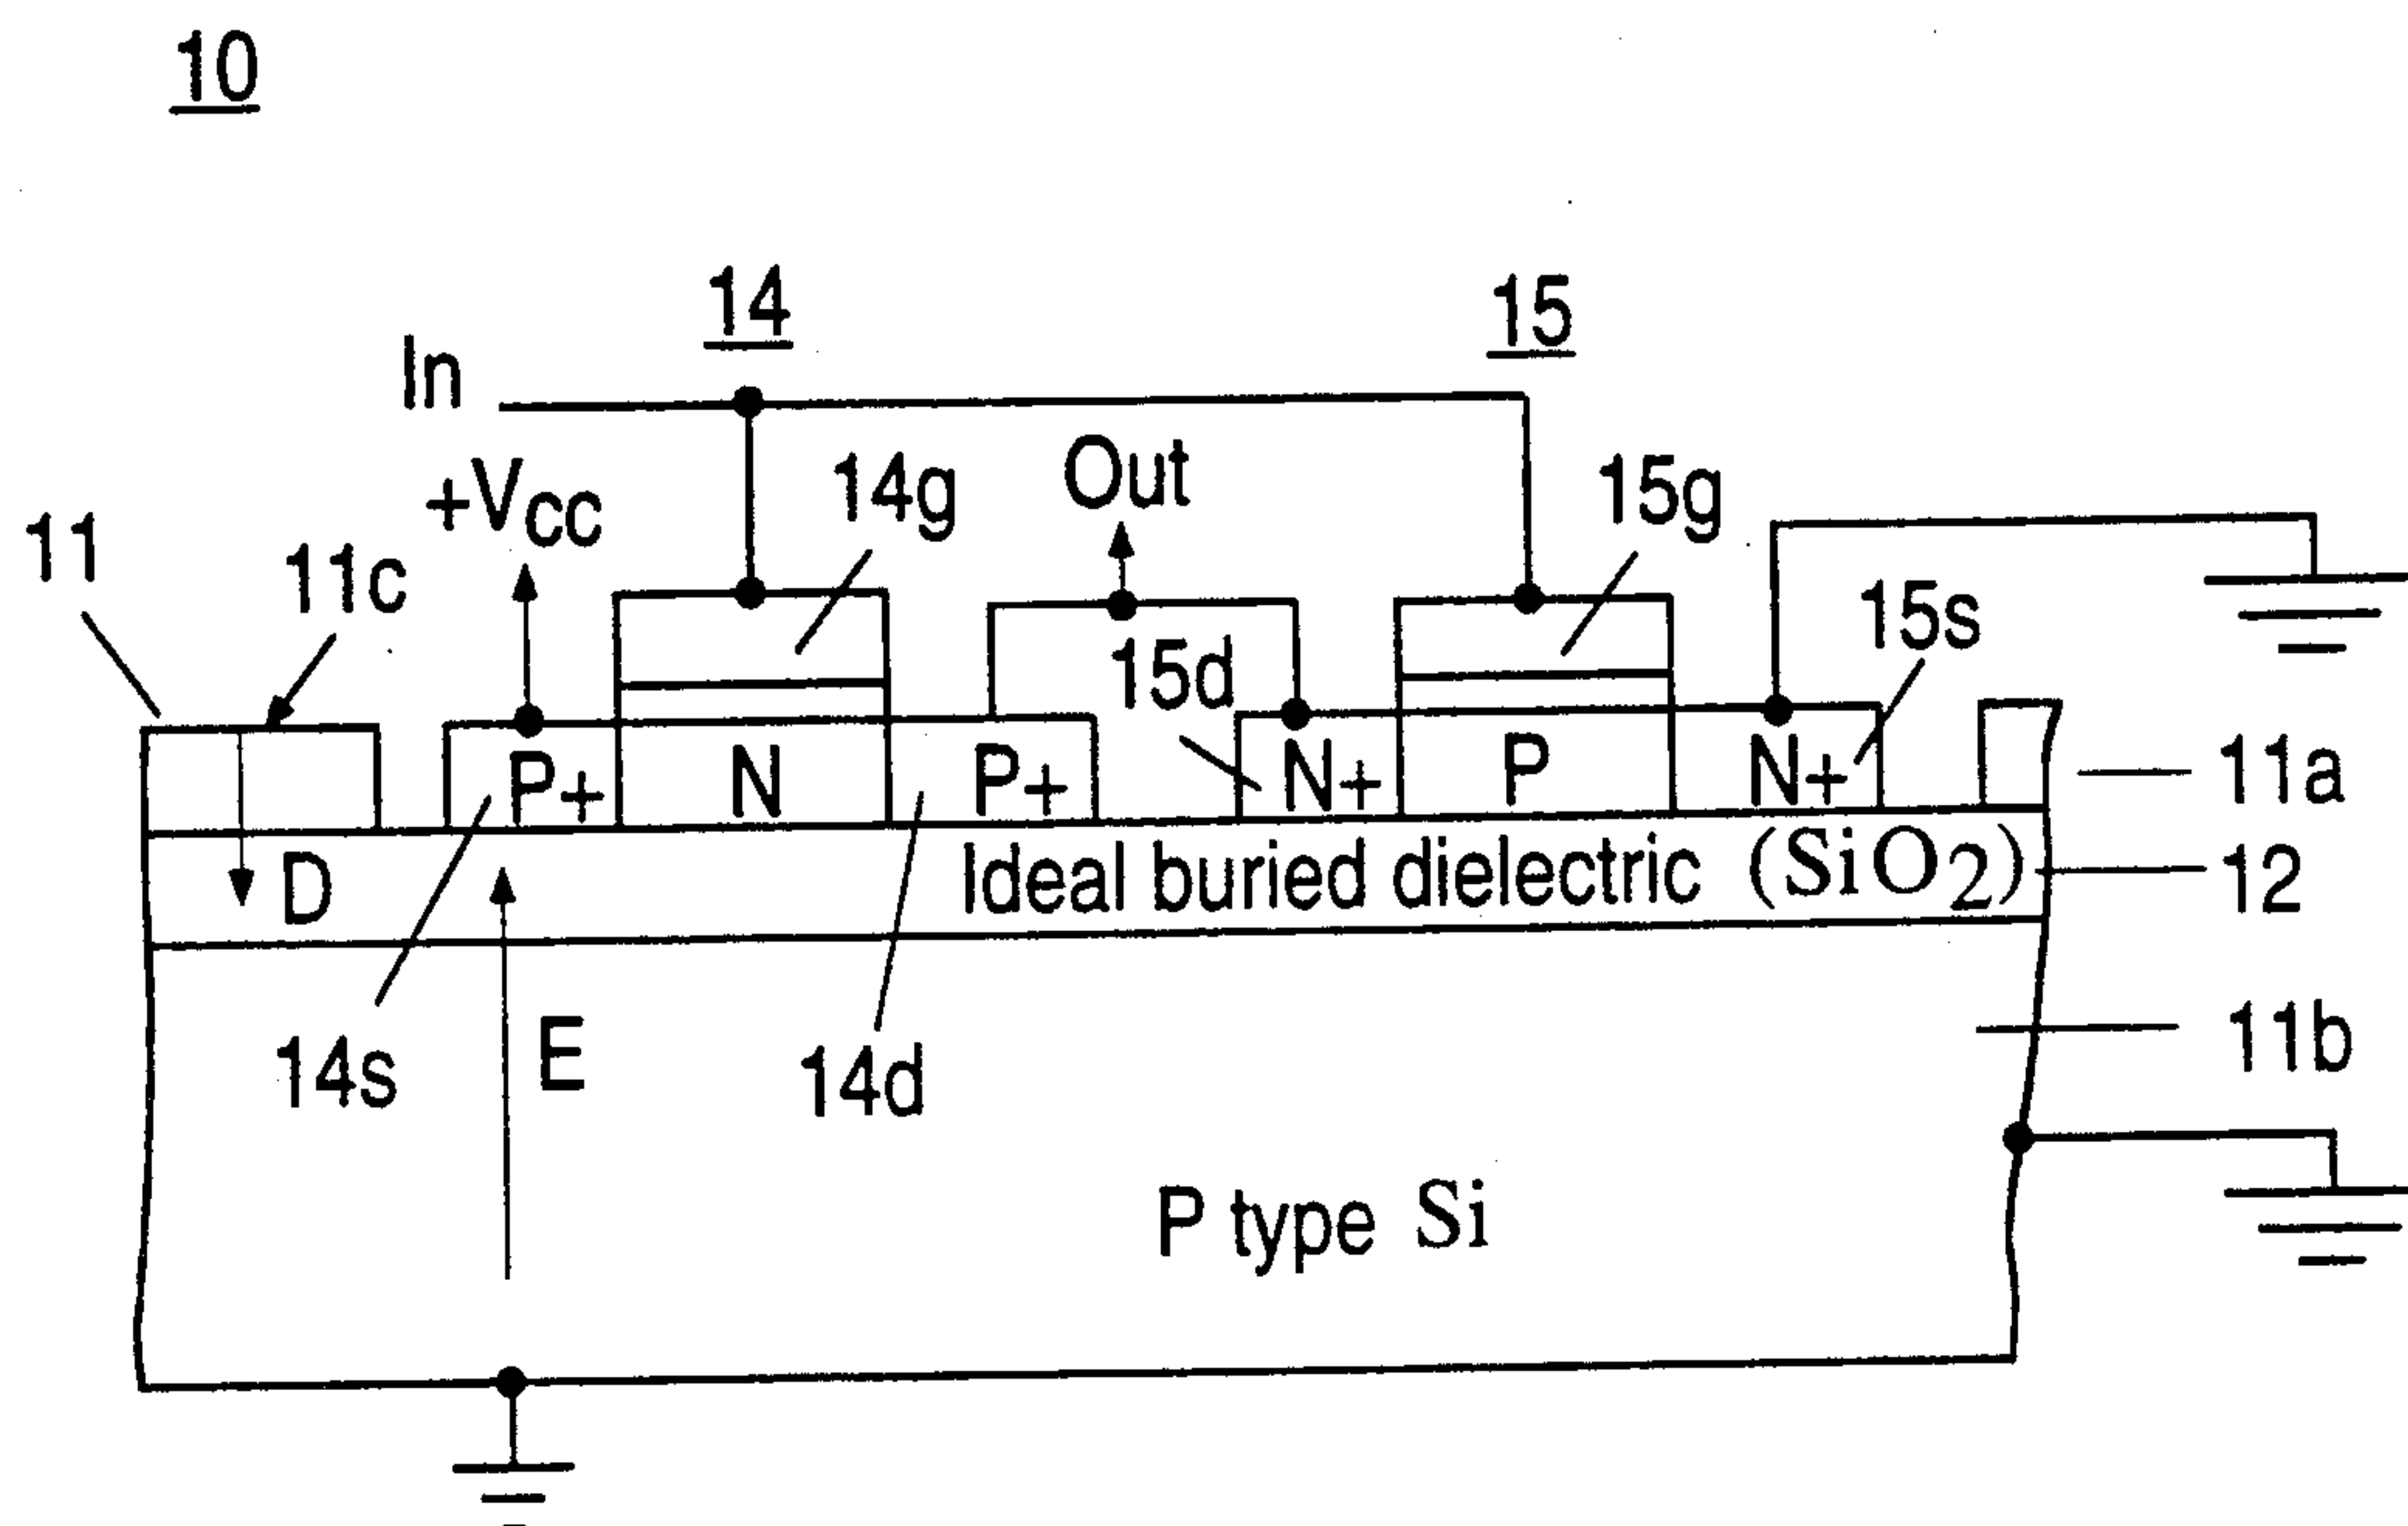 10
14
15
In
+Vcc
14g
Out
15g
11
11c
15d
15s
P+
N
P+
N+
P
N+
11a
D
Ideal buried dielectric (SiO2)
12
14s
E
14d
11b
P type Si